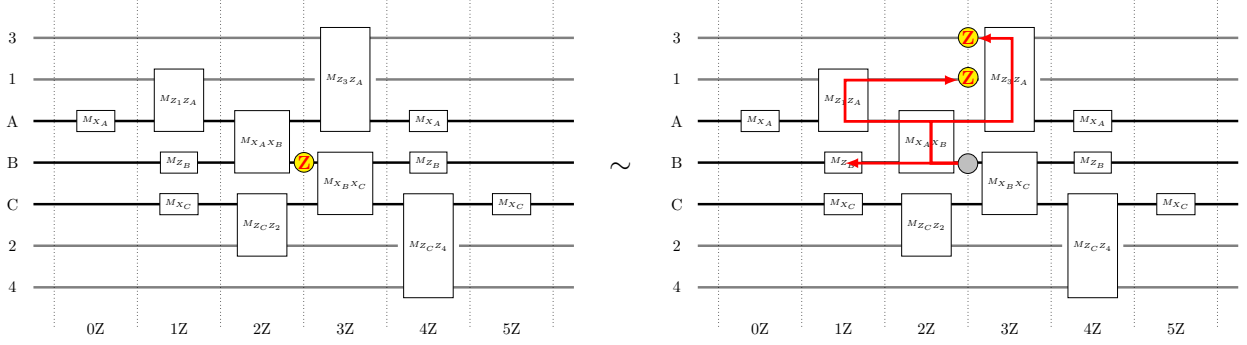 3
1
A
B
C
2
4
M_{X_A}
M_{Z_1 Z_A}
M_{Z_B}
M_{X_C}
M_{X_A X_B}
M_{Z_C Z_2}
Z
M_{Z_3 Z_A}
M_{X_B X_C}
M_{X_A}
M_{Z_B}
M_{Z_C Z_4}
M_{X_C}
0Z 1Z 2Z 3Z 4Z 5Z
∼
3
1
A
B
C
2
4
M_{X_A}
M_{Z_1 Z_A}
M_{Z_B}
M_{X_C}
M_{X_A X_B}
M_{Z_C Z_2}
Z
Z
M_{Z_3 Z_A}
M_{X_B X_C}
M_{X_A}
M_{Z_B}
M_{Z_C Z_4}
M_{X_C}
0Z 1Z 2Z 3Z 4Z 5Z